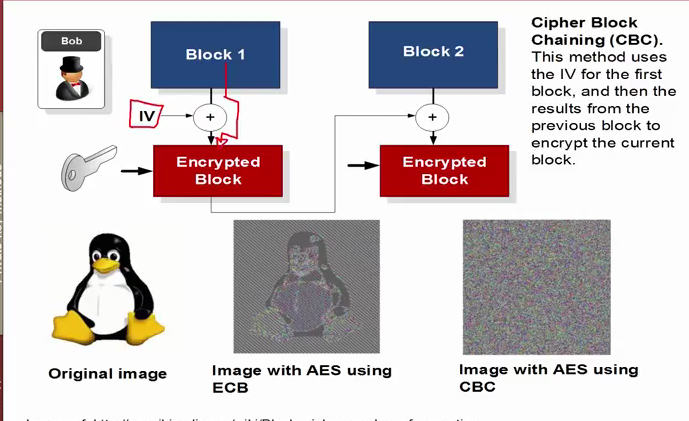 Bob
Block 1
Block 2
Cipher Block
Chaining (CBC).
This method uses
the IV for the first
block, and then the
results from the
previous block to
encrypt the current
block.
IV
+
+
Encrypted
Block
Encrypted
Block
Original image
Image with AES using
ECB
Image with AES using
CBC